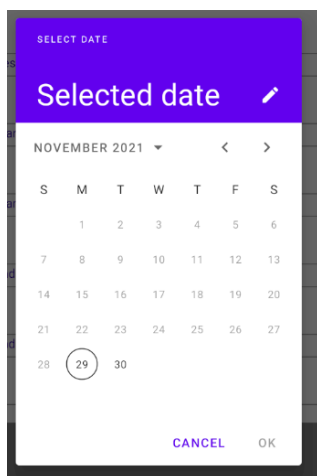 SELECT DATE
Selected date
NOVEMBER 2021
S M T W T F S
1 2 3 4 5 6
7 8 9 10 11 12 13
14 15 16 17 18 19 20
21 22 23 24 25 26 27
28 29 30
CANCEL OK